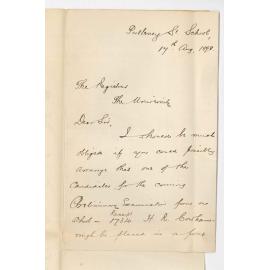 Pulteney St School,
17th Aug. 1898
The Registrar
The University
Dear Sir,
I should be much
obliged if you could possibly
arrange that one of the
Candidates for the coming
Preliminary Examination from our
School – Receipt 1734 H. R.
might be placed in a